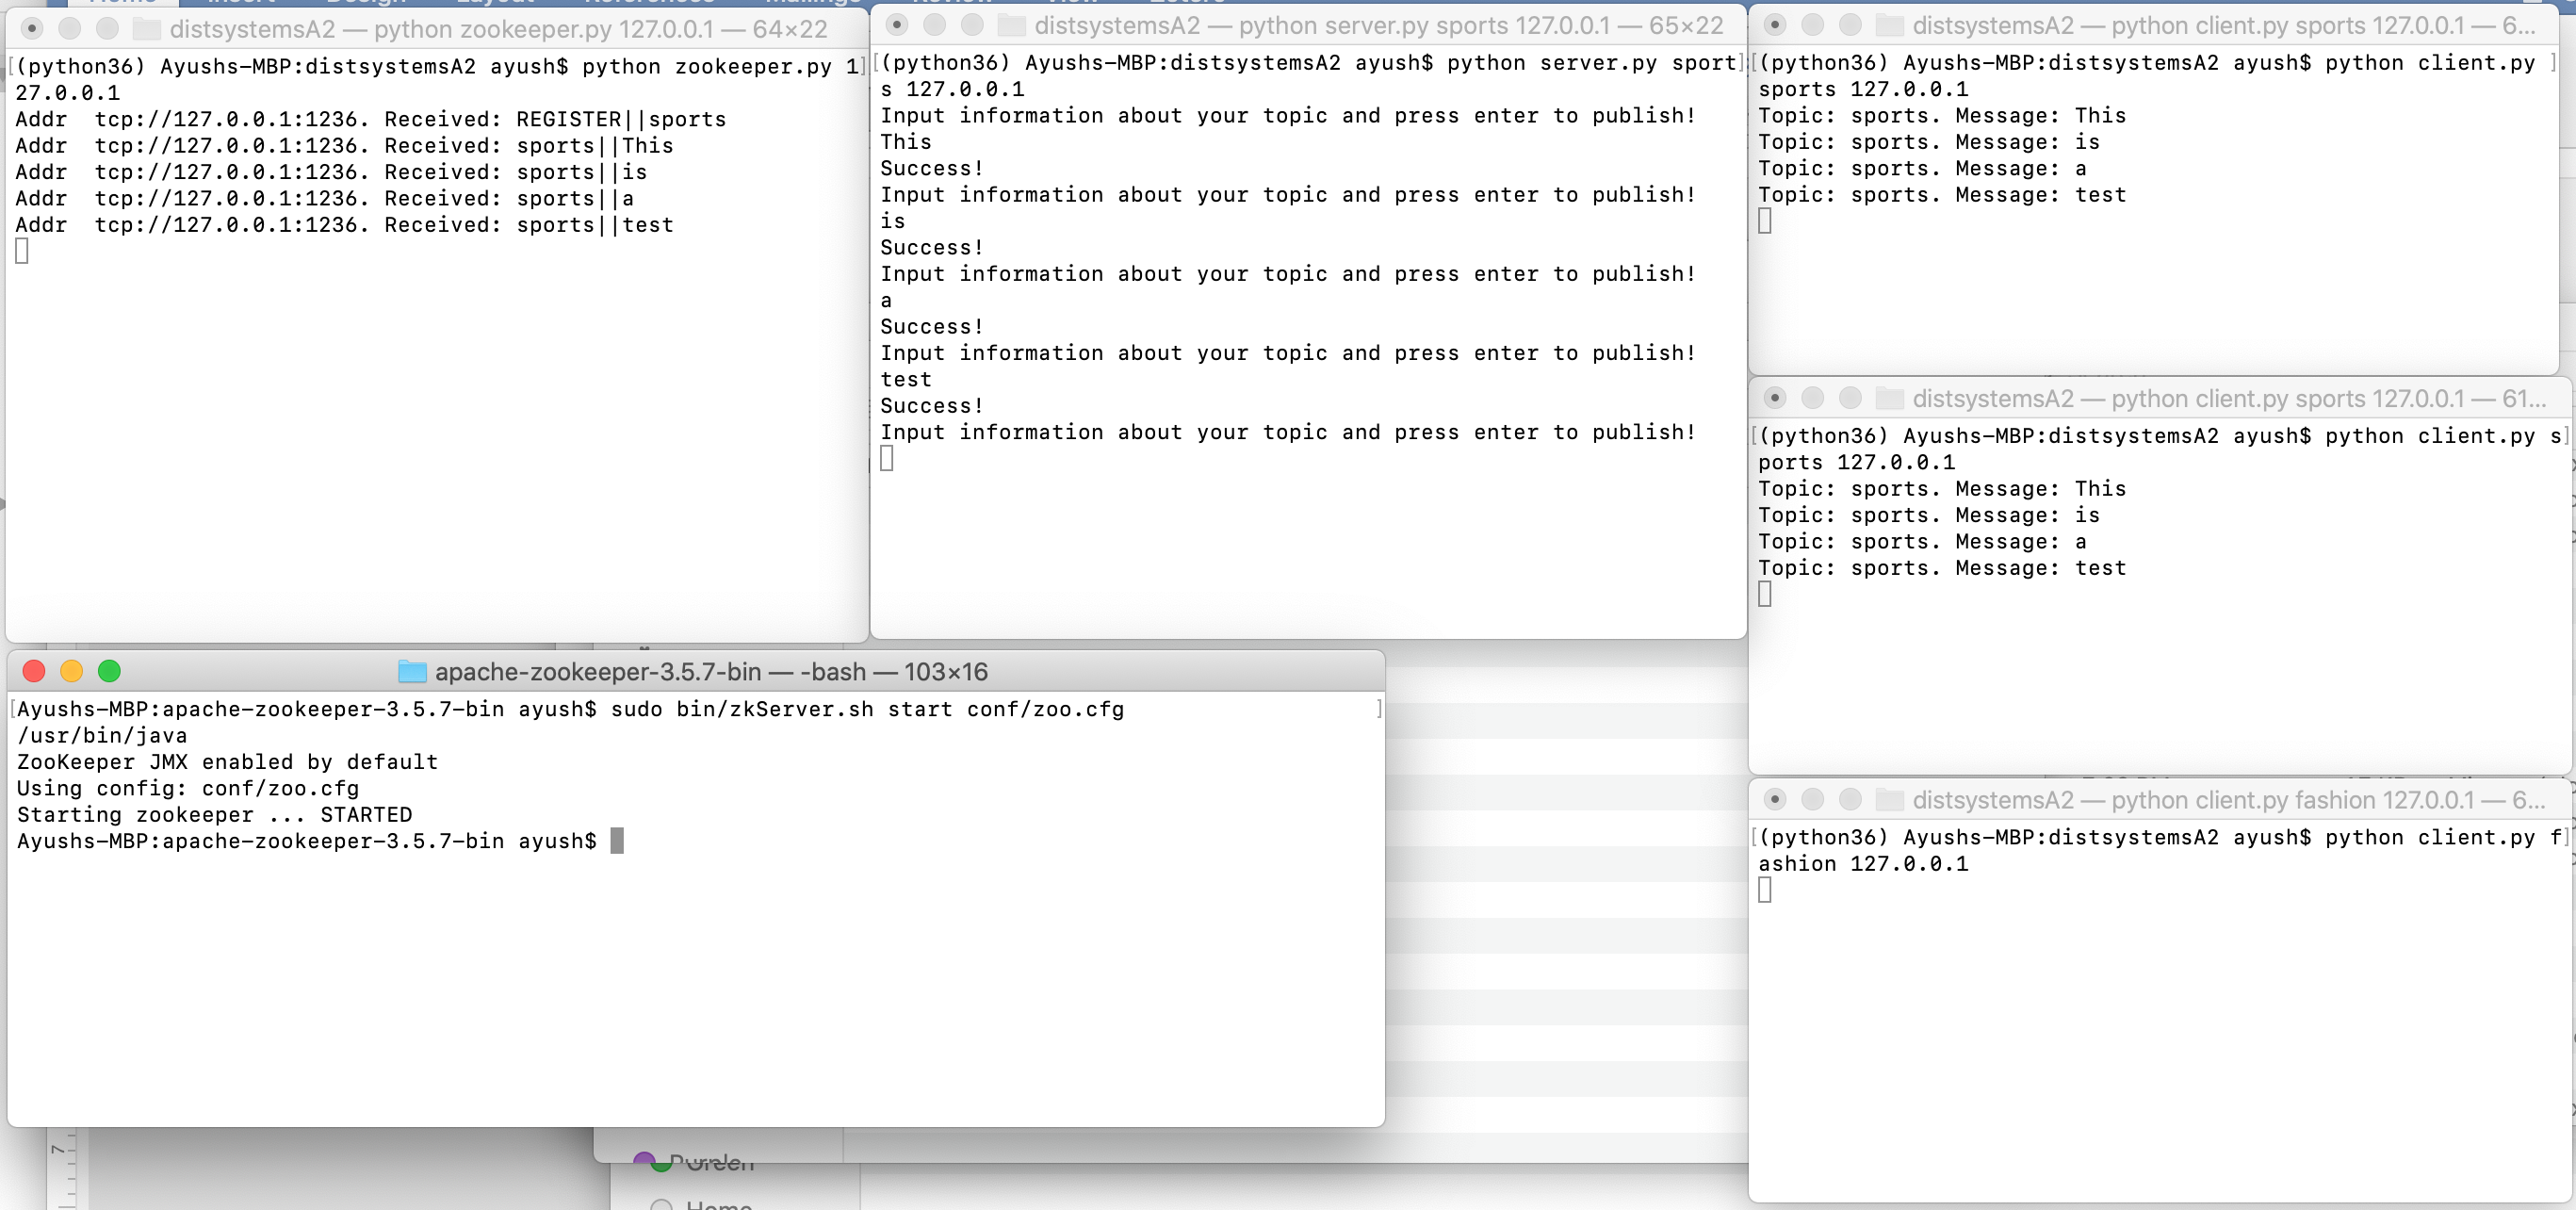 distsystemsA2 — python zookeeper.py 127.0.0.1 — 64×22
(python36) Ayushs-MBP:distsystemsA2 ayush$ python zookeeper.py 1
27.0.0.1
Addr  tcp://127.0.0.1:1236. Received: REGISTER||sports
Addr  tcp://127.0.0.1:1236. Received: sports||This
Addr  tcp://127.0.0.1:1236. Received: sports||is
Addr  tcp://127.0.0.1:1236. Received: sports||a
Addr  tcp://127.0.0.1:1236. Received: sports||test
distsystemsA2 — python server.py sports 127.0.0.1 — 65×22
(python36) Ayushs-MBP:distsystemsA2 ayush$ python server.py sport
s 127.0.0.1
Input information about your topic and press enter to publish!
This
Success!
Input information about your topic and press enter to publish!
is
Success!
Input information about your topic and press enter to publish!
a
Success!
Input information about your topic and press enter to publish!
test
Success!
Input information about your topic and press enter to publish!
distsystemsA2 — python client.py sports 127.0.0.1 — 6...
(python36) Ayushs-MBP:distsystemsA2 ayush$ python client.py
sports 127.0.0.1
Topic: sports. Message: This
Topic: sports. Message: is
Topic: sports. Message: a
Topic: sports. Message: test
distsystemsA2 — python client.py sports 127.0.0.1 — 61...
(python36) Ayushs-MBP:distsystemsA2 ayush$ python client.py s
ports 127.0.0.1
Topic: sports. Message: This
Topic: sports. Message: is
Topic: sports. Message: a
Topic: sports. Message: test
distsystemsA2 — python client.py fashion 127.0.0.1 — 6...
(python36) Ayushs-MBP:distsystemsA2 ayush$ python client.py f
ashion 127.0.0.1
apache-zookeeper-3.5.7-bin — -bash — 103×16
Ayushs-MBP:apache-zookeeper-3.5.7-bin ayush$ sudo bin/zkServer.sh start conf/zoo.cfg
/usr/bin/java
ZooKeeper JMX enabled by default
Using config: conf/zoo.cfg
Starting zookeeper ... STARTED
Ayushs-MBP:apache-zookeeper-3.5.7-bin ayush$
7
Home